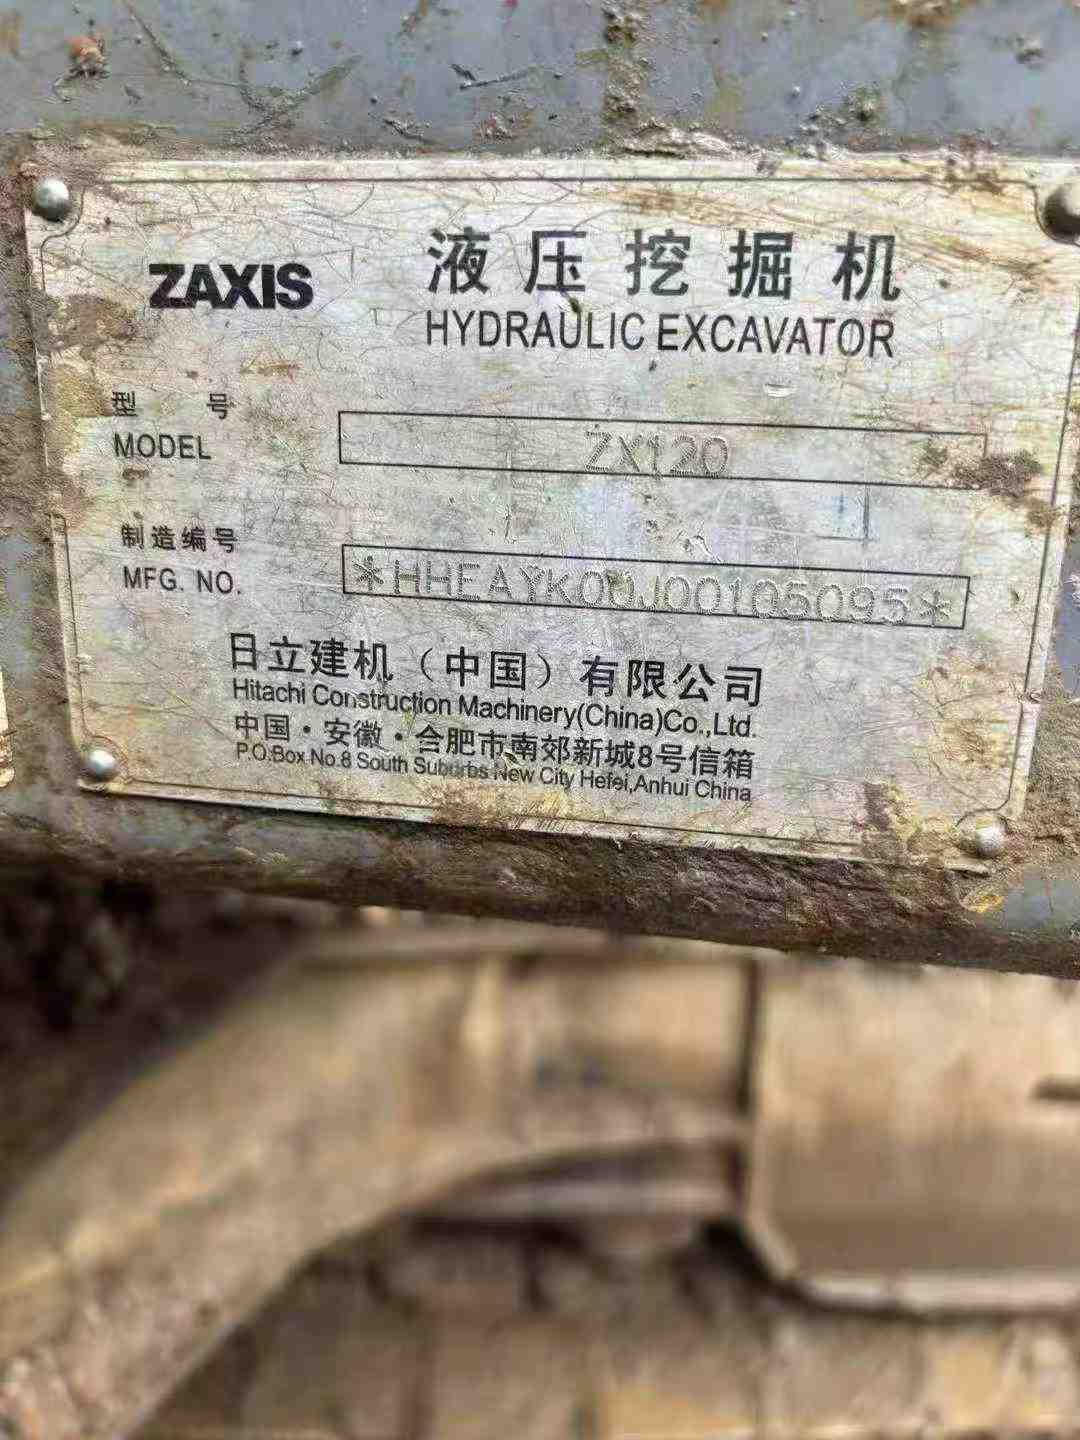 ZAXIS
液压挖掘机
HYDRAULIC EXCAVATOR
型 号
MODEL
ZX120
制造编号
MFG. NO.
*HHEAYK00J00105095*
日立建机（中国）有限公司
Hitachi Construction Machinery(China)Co.,Ltd.
中国·安徽·合肥市南郊新城8号信箱
P.O.Box No.8 South Suburbs New City Hefei,Anhui China